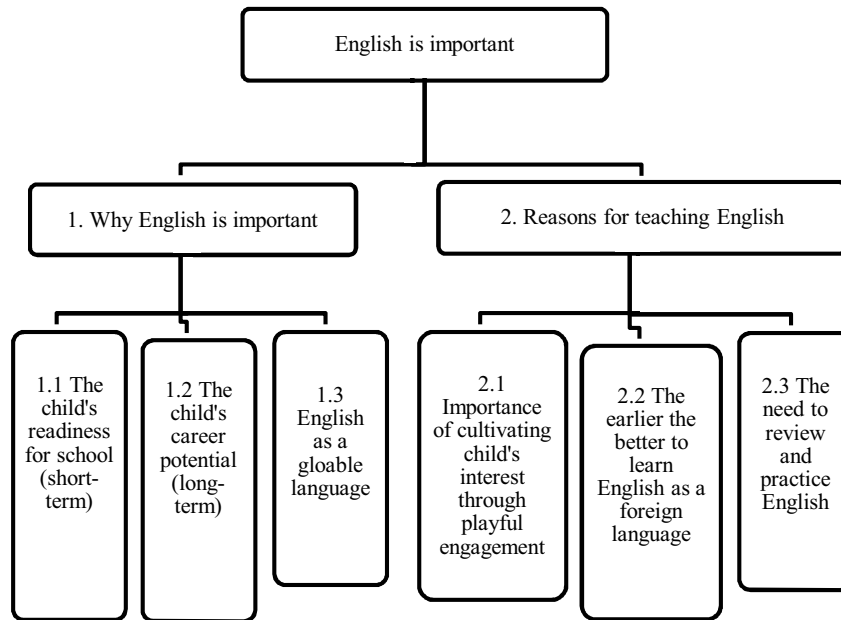 English is important
1. Why English is important
2. Reasons for teaching English
1.1 The
child's
readiness
for school
(short-
term)
1.2 The
child's
career
potential
(long-
term)
1.3
English
as a
gloable
language
2.1
Importance
of cultivating
child's
interest
through
playful
engagement
2.2 The
earlier the
better to
learn
English as a
foreign
language
2.3 The
need to
review
and
practice
English